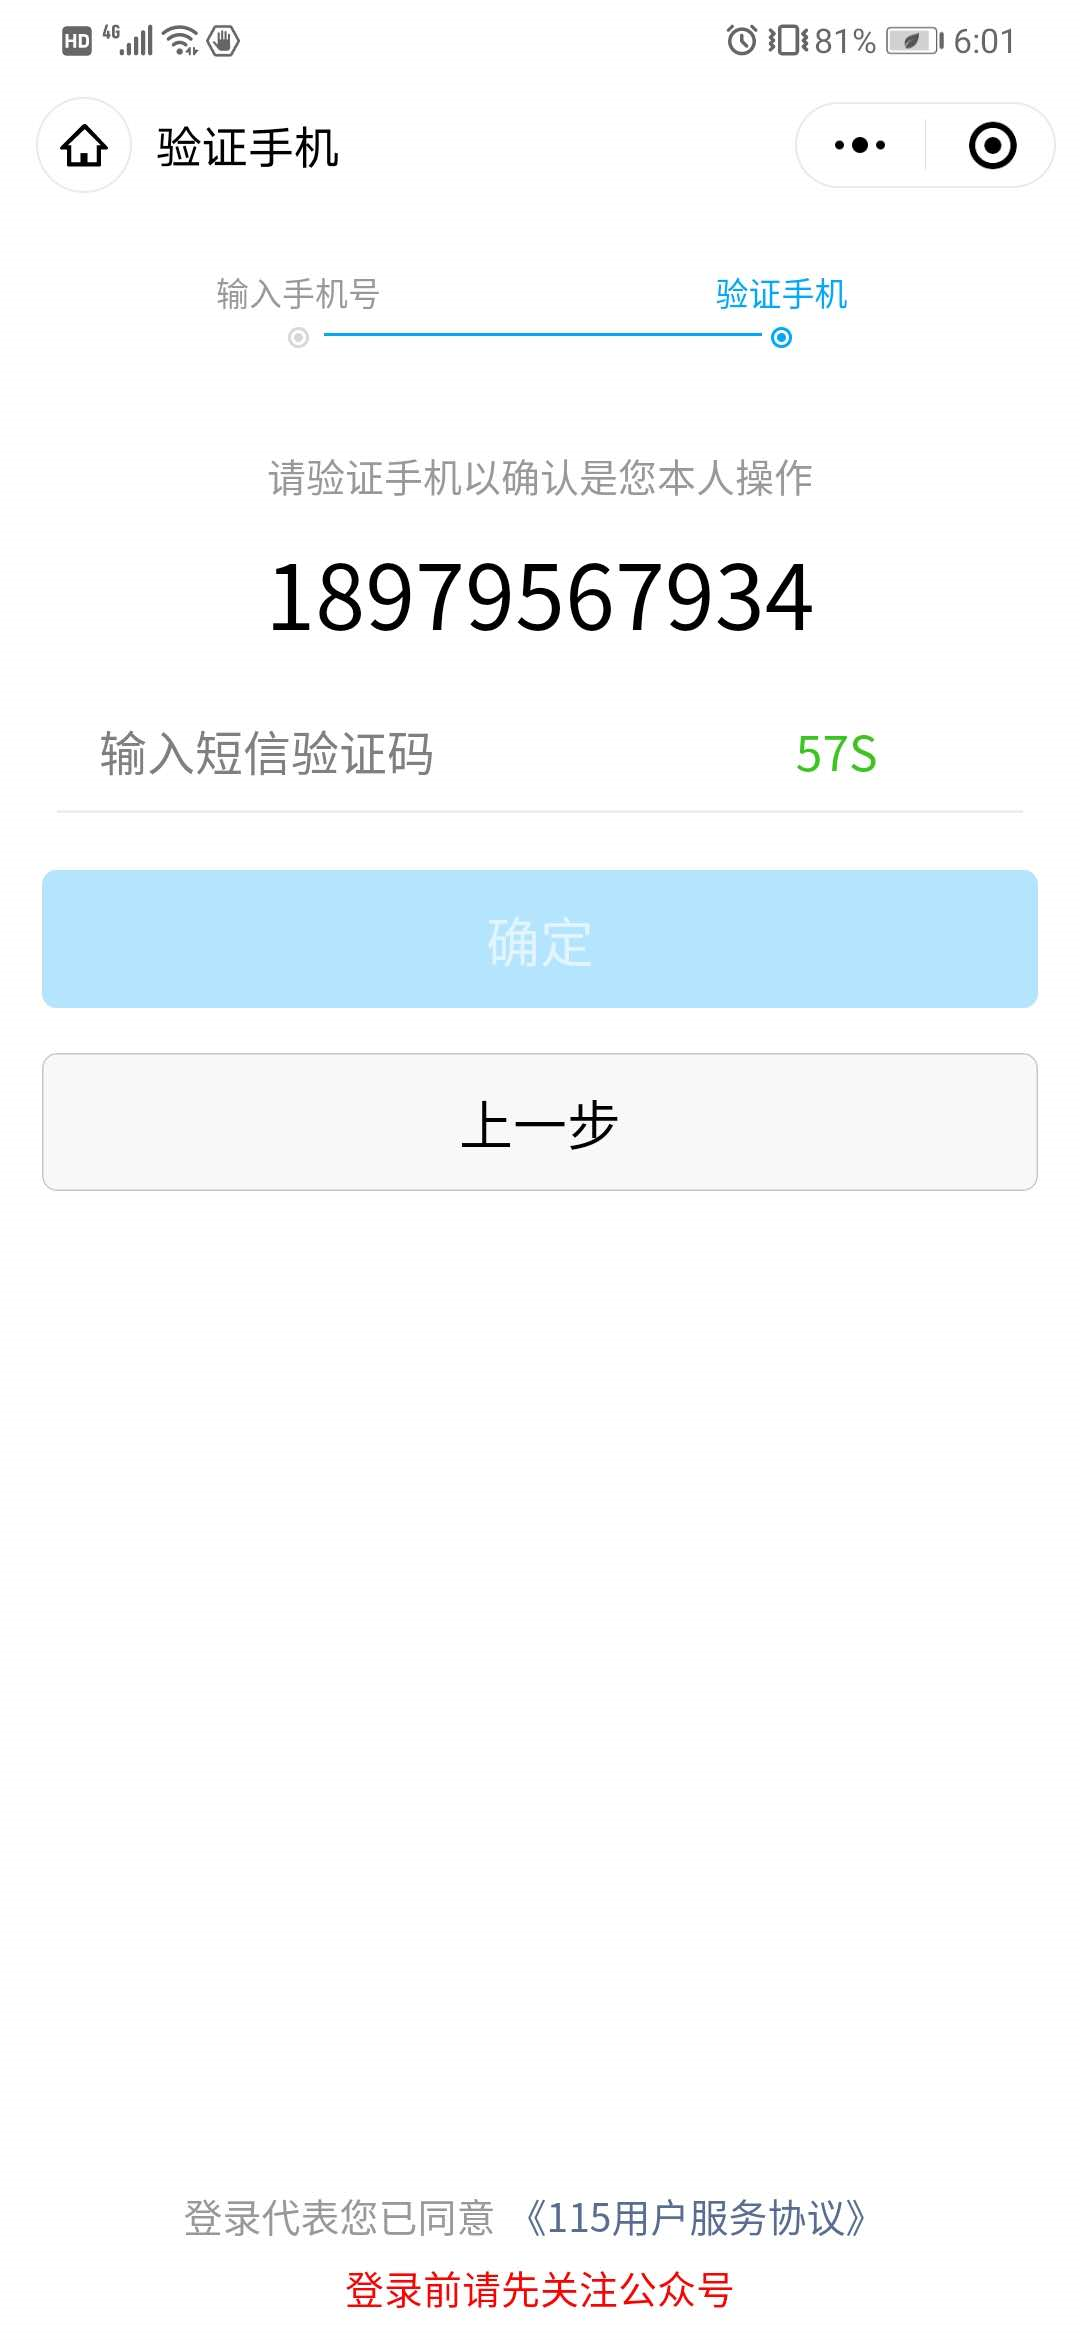 HD 4G 81% 6:01
验证手机
输入手机号 验证手机
请验证手机以确认是您本人操作
18979567934
输入短信验证码 57S
确定
上一步
登录代表您已同意 《115用户服务协议》
登录前请先关注公众号